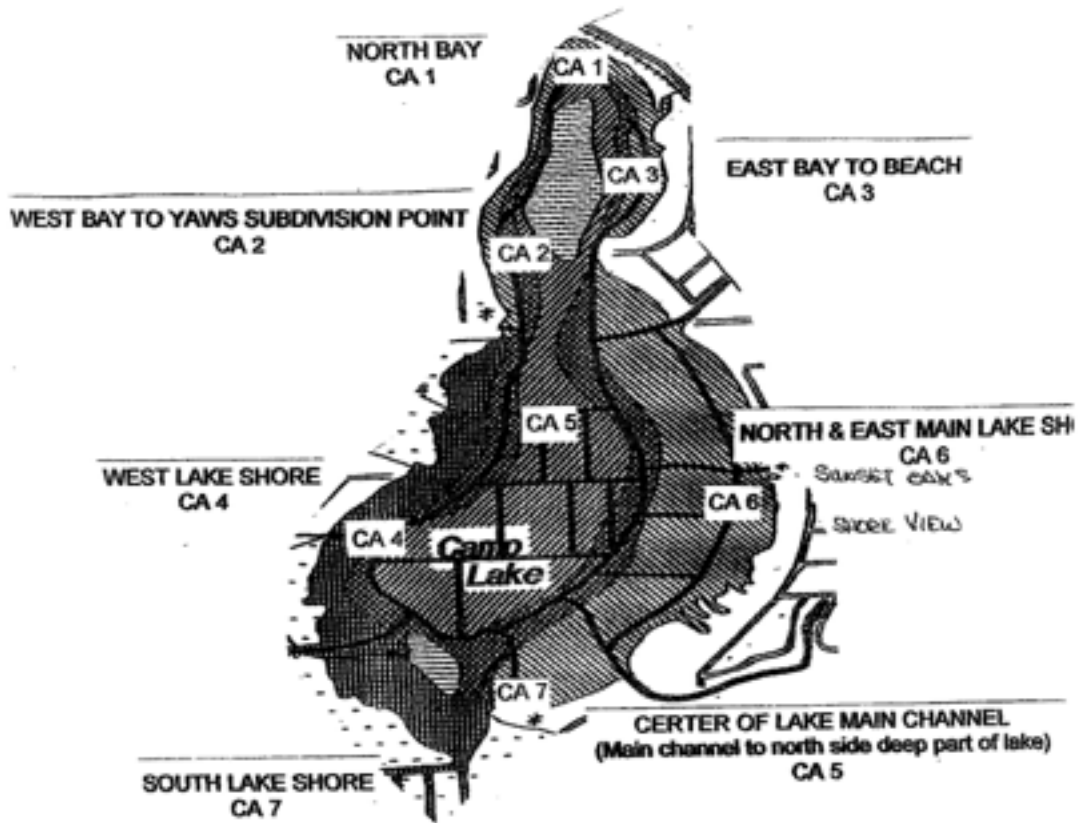 NORTH BAY
CA 1
CA 1
EAST BAY TO BEACH
CA 3
CA 3
WEST BAY TO YAWS SUBDIVISION POINT
CA 2
CA 2
CA 5
NORTH & EAST MAIN LAKE SH
CA 6
SUNSET OAKS
WEST LAKE SHORE
CA 4
CA 6
SHORE VIEW
CA 4
Camp
Lake
CA 7
CERTER OF LAKE MAIN CHANNEL
(Main channel to north side deep part of lake)
CA 5
SOUTH LAKE SHORE
CA 7